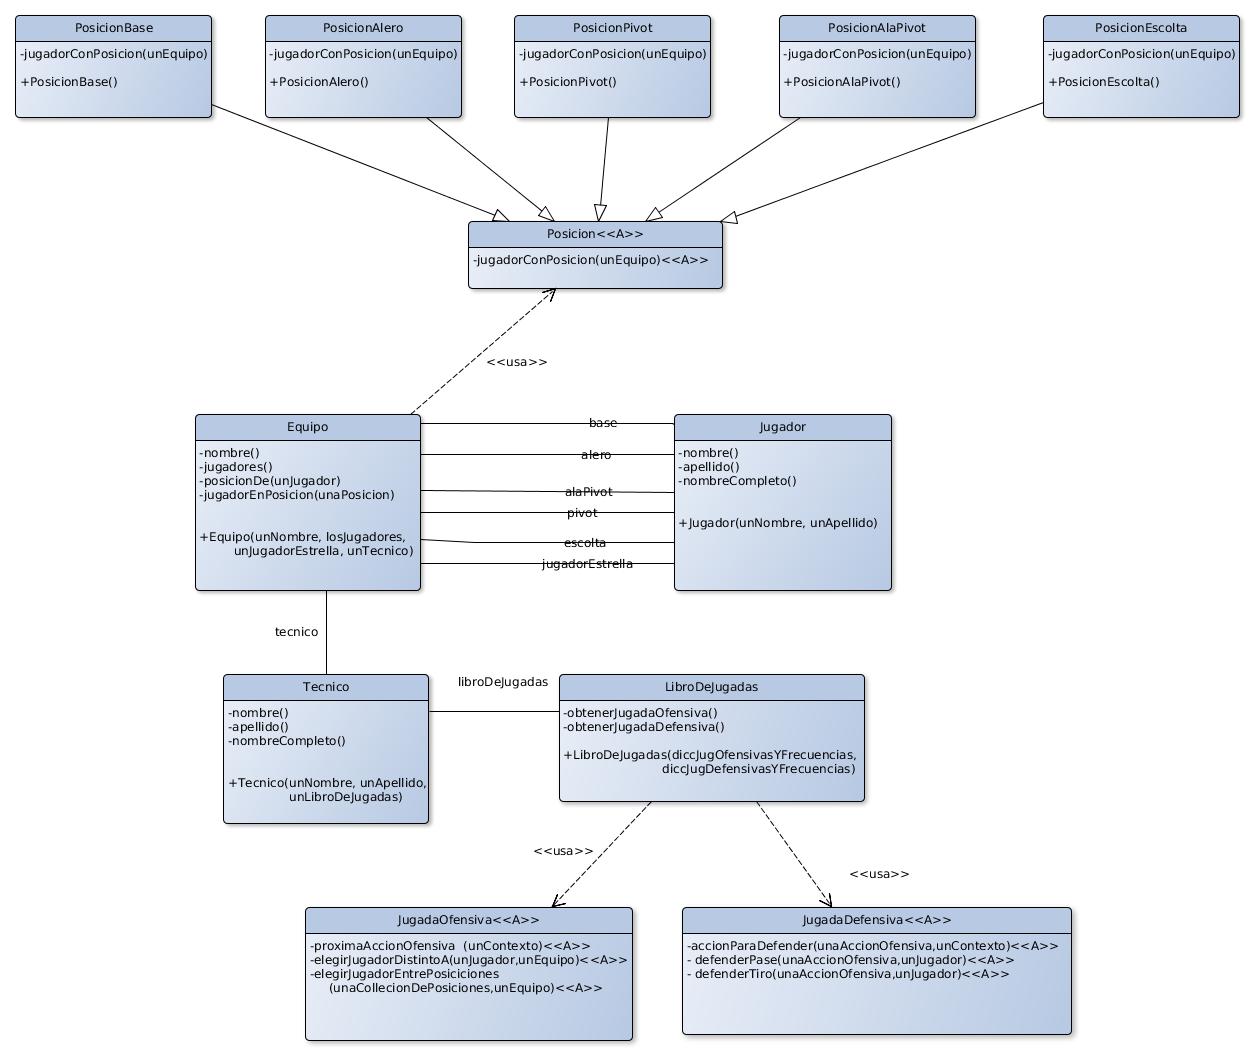 PosicionBase
-jugadorConPosicion(unEquipo)
+PosicionBase()
PosicionAlero
-jugadorConPosicion(unEquipo)
+PosicionAlero()
PosicionPivot
-jugadorConPosicion(unEquipo)
+PosicionPivot()
PosicionAlaPivot
-jugadorConPosicion(unEquipo)
+PosicionAlaPivot()
PosicionEscolta
-jugadorConPosicion(unEquipo)
+PosicionEscolta()
Posicion<<A>>
-jugadorConPosicion(unEquipo)<<A>>
<<usa>>
Equipo
-nombre()
-jugadores()
-posicionDe(unJugador)
-jugadorEnPosicion(unaPosicion)
+Equipo(unNombre, losJugadores,
unJugadorEstrella, unTecnico)
base
alero
alaPivot
pivot
escolta
jugadorEstrella
Jugador
-nombre()
-apellido()
-nombreCompleto()
+Jugador(unNombre, unApellido)
tecnico
Tecnico
-nombre()
-apellido()
-nombreCompleto()
+Tecnico(unNombre, unApellido,
unLibroDeJugadas)
libroDeJugadas
LibroDeJugadas
-obtenerJugadaOfensiva()
-obtenerJugadaDefensiva()
+LibroDeJugadas(diccJugOfensivasYFrecuencias,
diccJugDefensivasYFrecuencias)
<<usa>>
<<usa>>
JugadaOfensiva<<A>>
-proximaAccionOfensiva  (unContexto)<<A>>
-elegirJugadorDistintoA(unJugador,unEquipo)<<A>>
-elegirJugadorEntrePosiciciones
(unaCollecionDePosiciones,unEquipo)<<A>>
JugadaDefensiva<<A>>
-accionParaDefender(unaAccionOfensiva,unContexto)<<A>>
- defenderPase(unaAccionOfensiva,unJugador)<<A>>
- defenderTiro(unaAccionOfensiva,unJugador)<<A>>